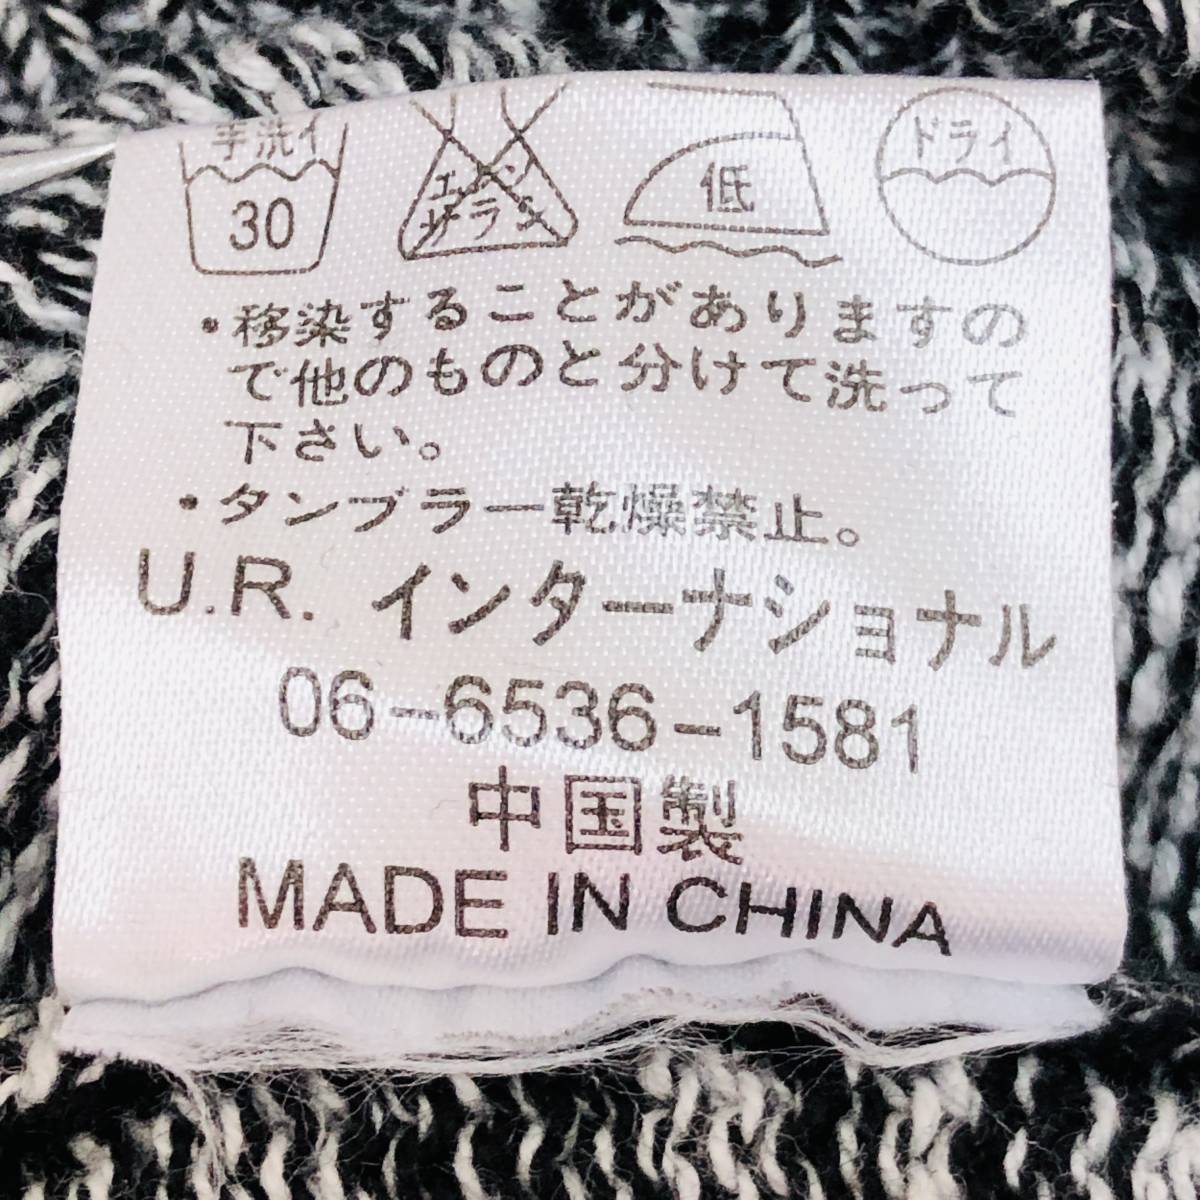 手洗イ エンソ 低 ドライ
30 サラシ
・移染することがありますの
で他のものと分けて洗って
下さい。
・タンブラー乾燥禁止。
U.R. インターナショナル
06-6536-1581
中国製
MADE IN CHINA